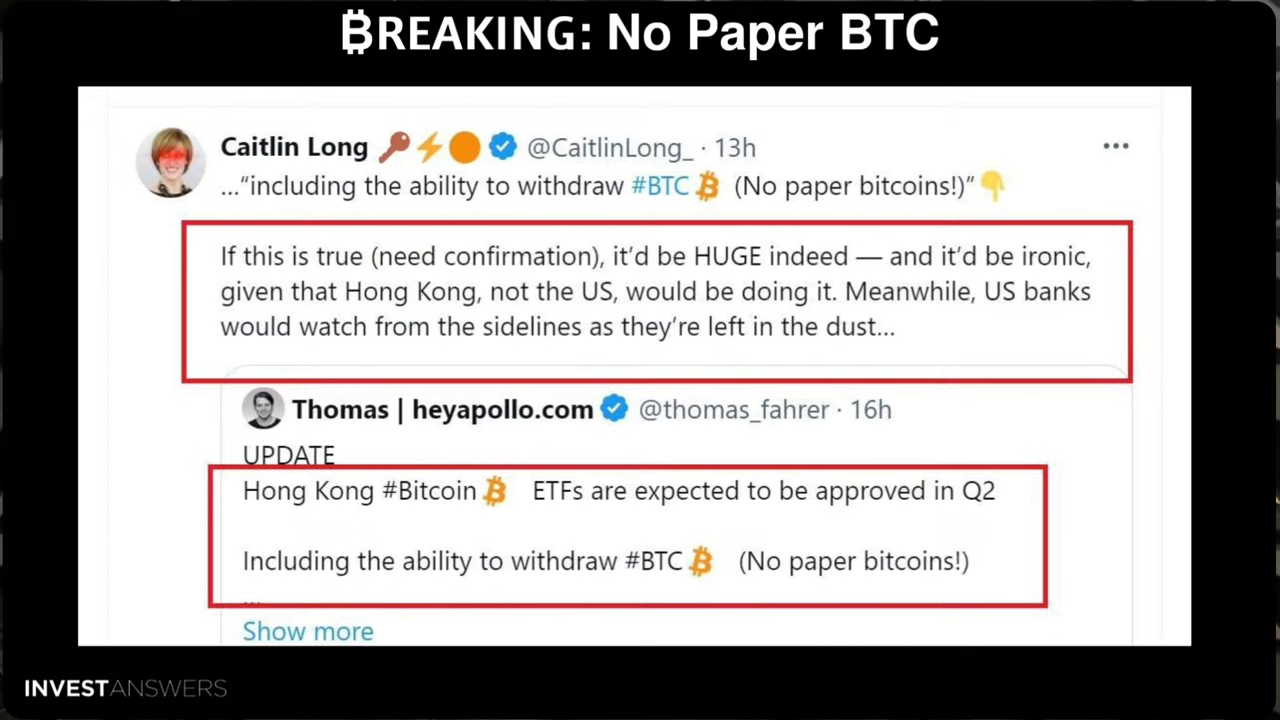 ₿REAKING: No Paper BTC
Caitlin Long @CaitlinLong_ · 13h
...“including the ability to withdraw #BTC (No paper bitcoins!)”
If this is true (need confirmation), it’d be HUGE indeed — and it’d be ironic,
given that Hong Kong, not the US, would be doing it. Meanwhile, US banks
would watch from the sidelines as they’re left in the dust...
Thomas | heyapollo.com @thomas_fahrer · 16h
UPDATE
Hong Kong #Bitcoin ETFs are expected to be approved in Q2
Including the ability to withdraw #BTC (No paper bitcoins!)
...
Show more
INVESTANSWERS